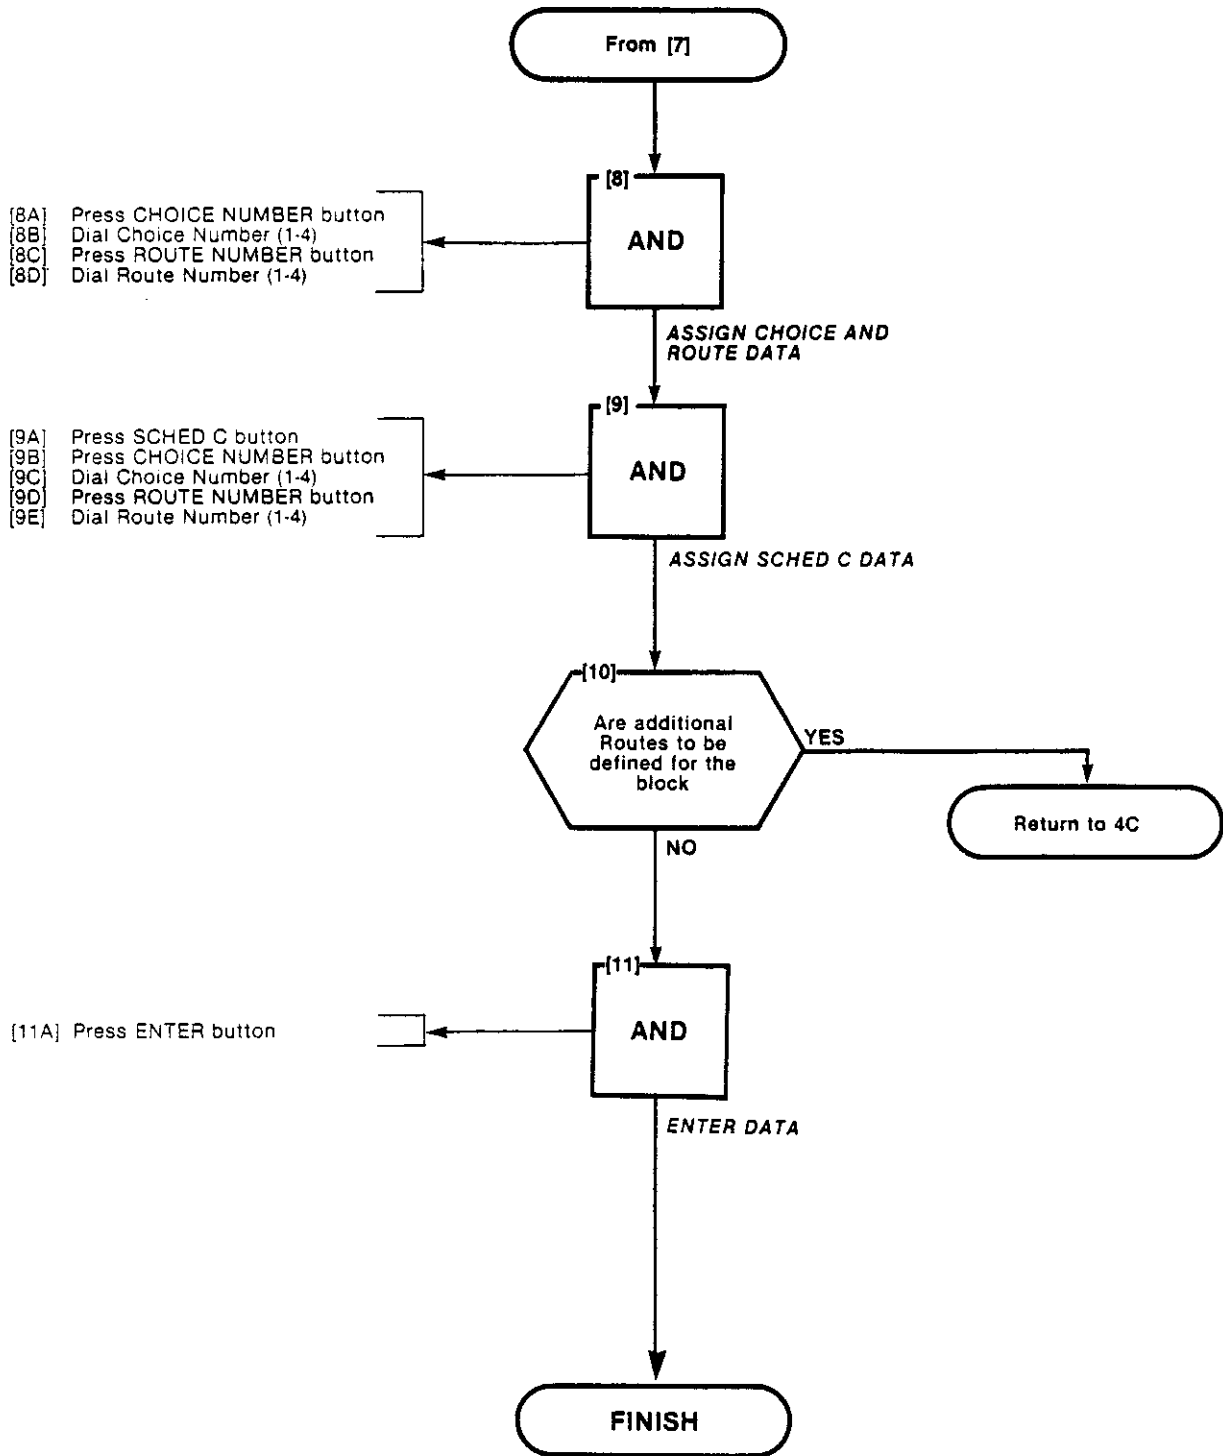 From [7]
[8]
AND
[8A] Press CHOICE NUMBER button
[8B] Dial Choice Number (1-4)
[8C] Press ROUTE NUMBER button
[8D] Dial Route Number (1-4)
ASSIGN CHOICE AND
ROUTE DATA
[9]
AND
[9A] Press SCHED C button
[9B] Press CHOICE NUMBER button
[9C] Dial Choice Number (1-4)
[9D] Press ROUTE NUMBER button
[9E] Dial Route Number (1-4)
ASSIGN SCHED C DATA
[10]
Are additional
Routes to be
defined for the
block
YES
Return to 4C
NO
[11]
AND
[11A] Press ENTER button
ENTER DATA
FINISH